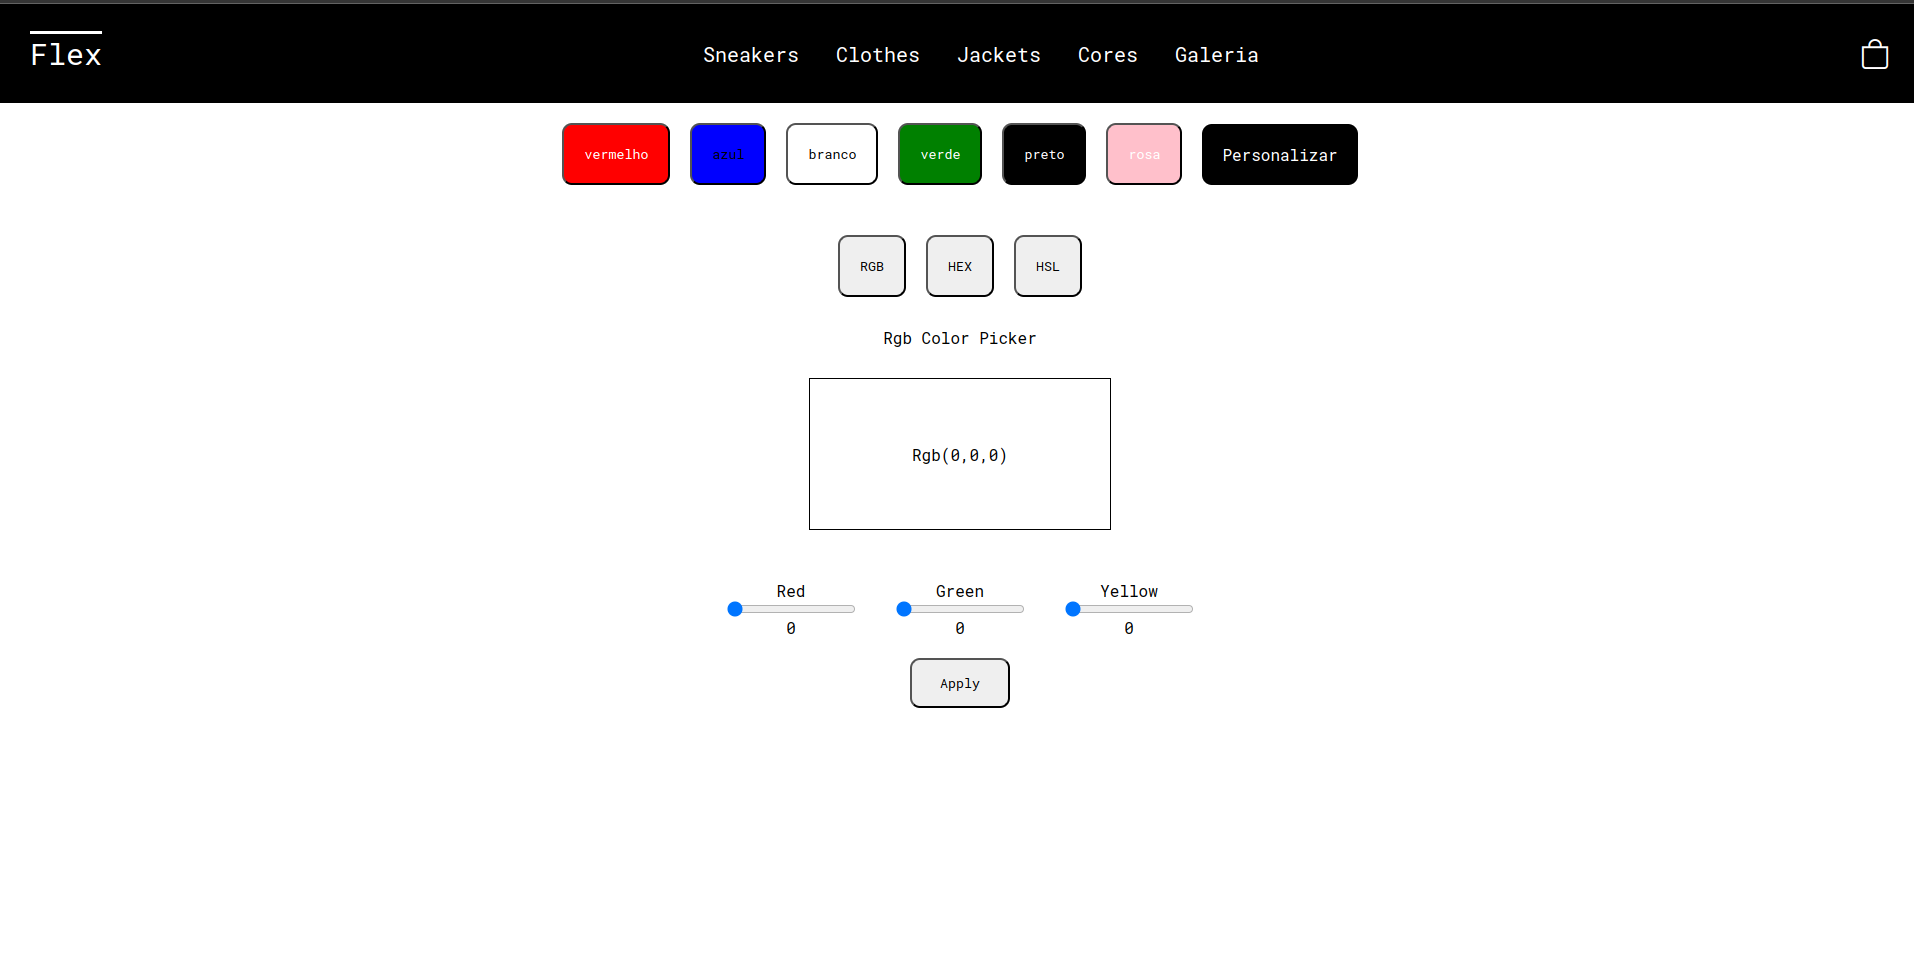 Flex
Sneakers Clothes Jackets Cores Galeria
vermelho azul branco verde preto rosa Personalizar
RGB HEX HSL
Rgb Color Picker
Rgb(0,0,0)
Red Green Yellow
0 0 0
Apply